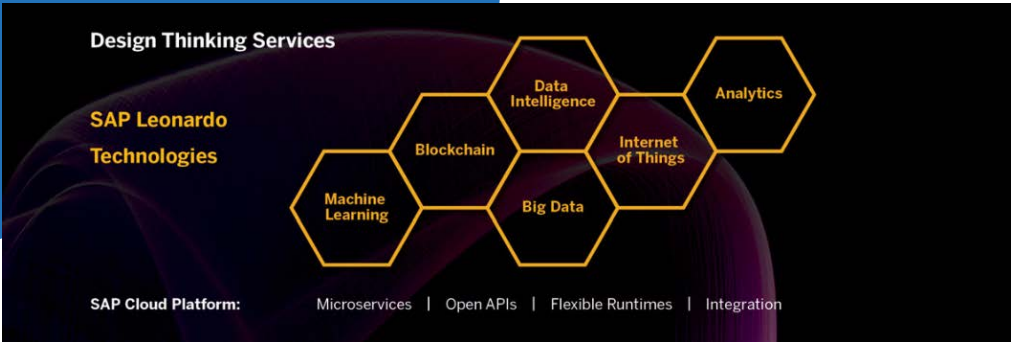 Design Thinking Services
SAP Leonardo
Technologies
Machine
Learning
Blockchain
Data
Intelligence
Big Data
Internet
of Things
Analytics
SAP Cloud Platform: Microservices | Open APIs | Flexible Runtimes | Integration